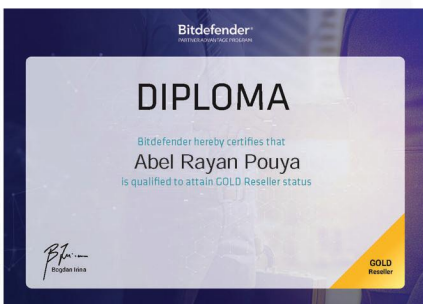 Bitdefender®
PARTNER ADVANTAGE PROGRAM
DIPLOMA
Bitdefender hereby certifies that
Abel Rayan Pouya
is qualified to attain GOLD Reseller status
Bogdan Irina
GOLD
Reseller